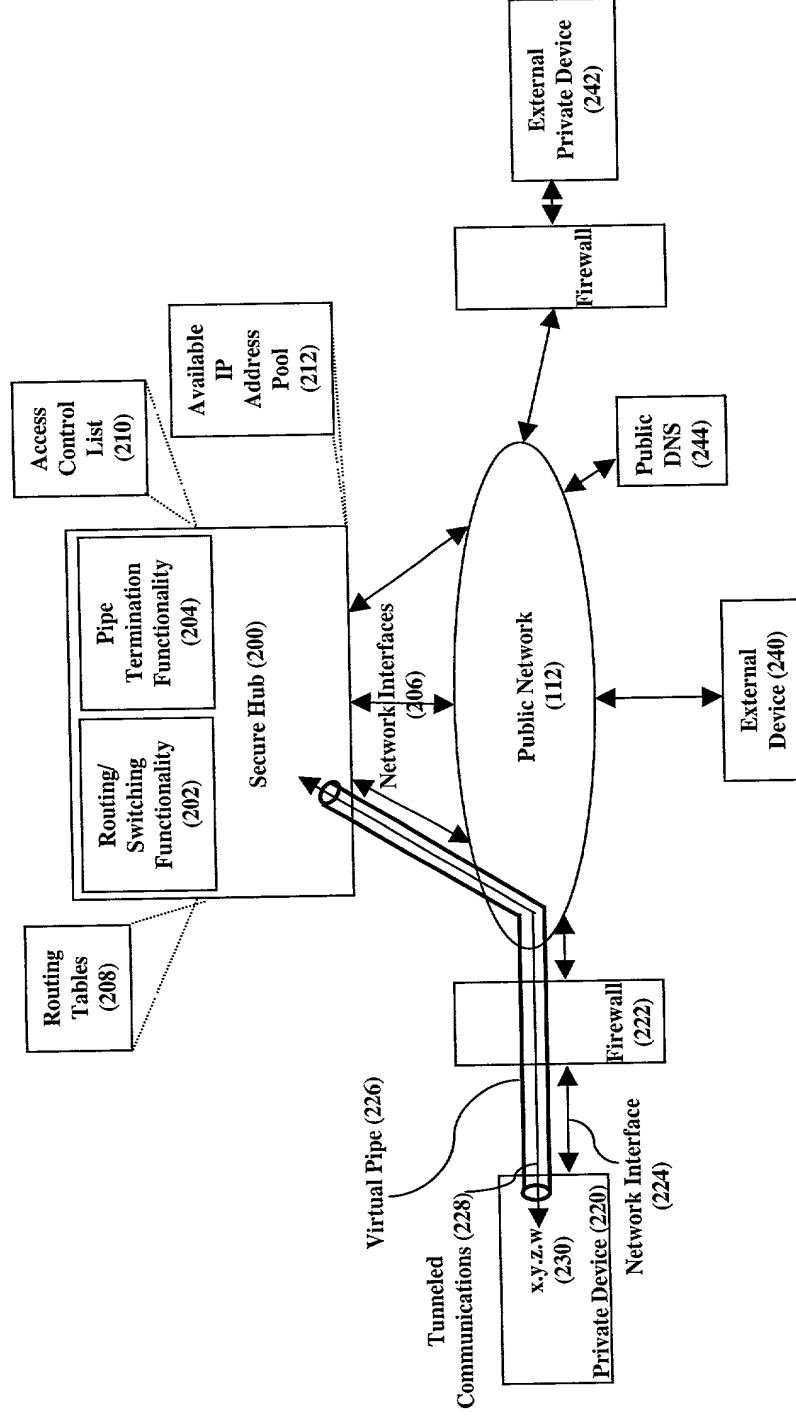 Routing
Tables
(208)
Access
Control
List
(210)
Available
IP
Address
Pool
(212)
Routing/
Switching
Functionality
(202)
Pipe
Termination
Functionality
(204)
Secure Hub (200)
Network Interfaces
(206)
Virtual Pipe (226)
Tunneled
Communications (228)
x.y.z.w
(230)
Private Device (220)
Network Interface
(224)
Firewall
(222)
Public Network
(112)
External
Device (240)
Public
DNS
(244)
Firewall
External
Private Device
(242)